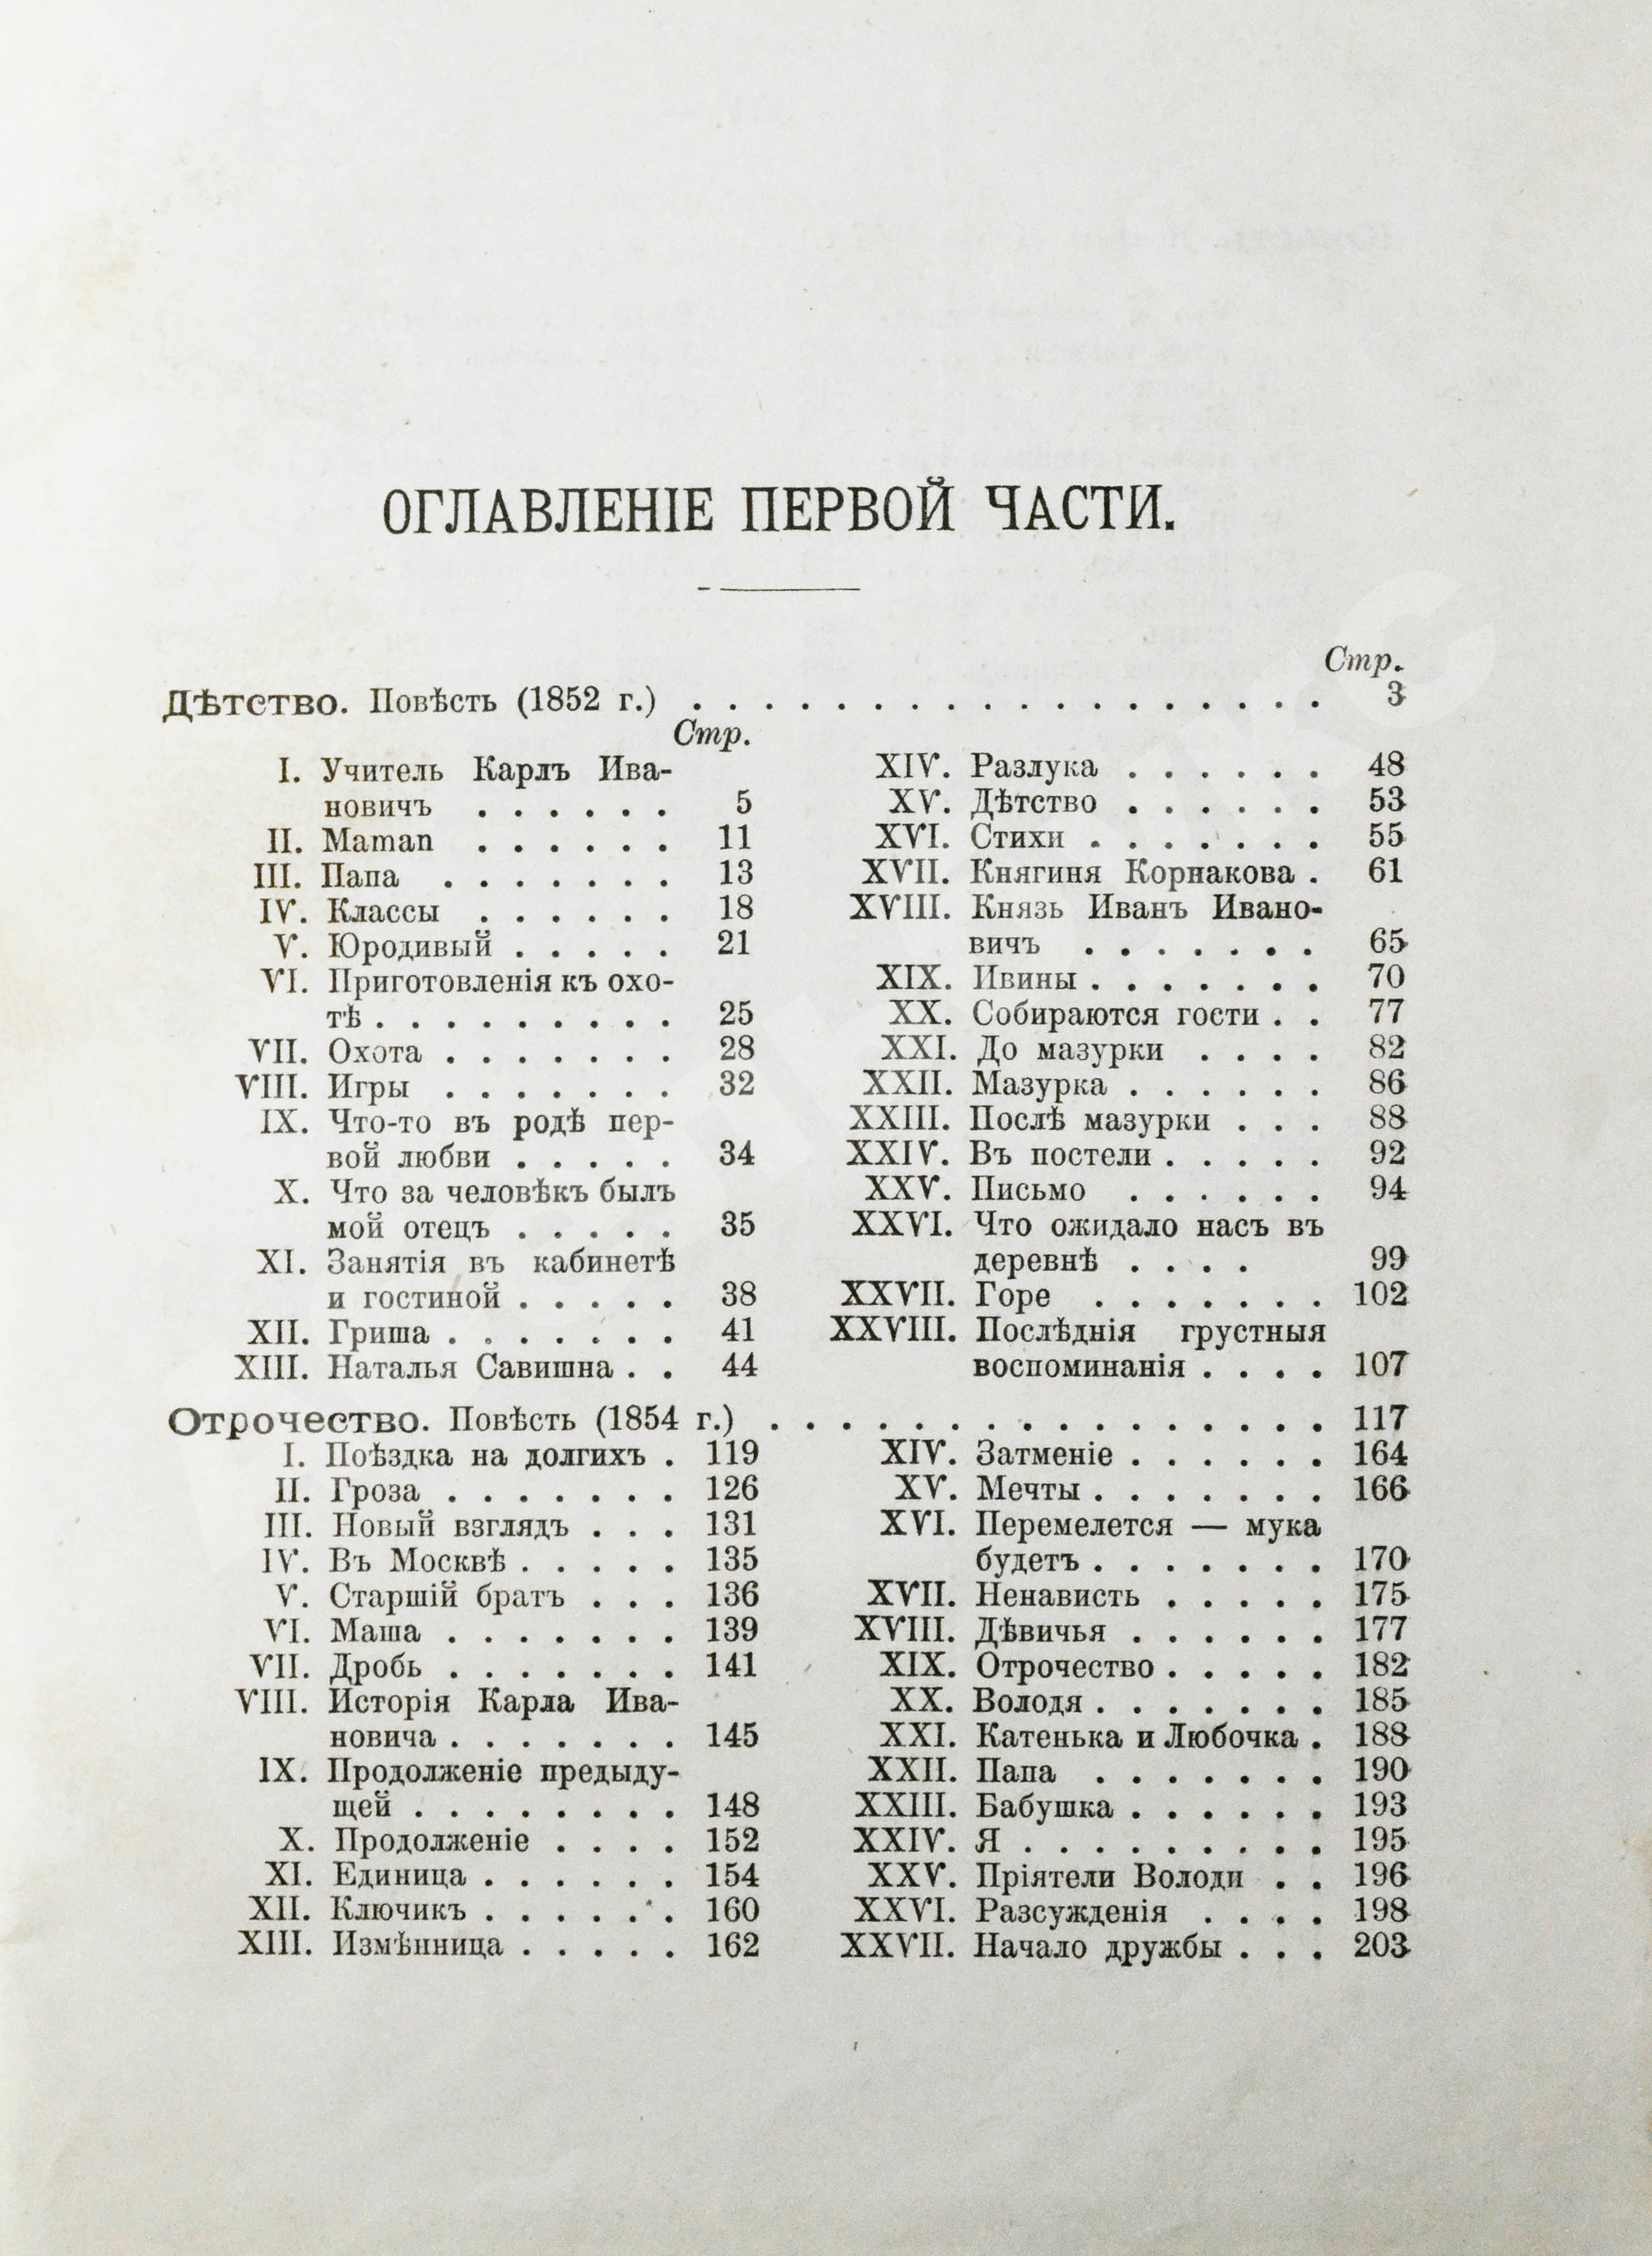 ОГЛАВЛЕНІЕ ПЕРВОЙ ЧАСТИ.
Стр.
Дѣтство. Повѣсть (1852 г.) . . . . . . . . . . . . . . . . . . 3
Стр.
I. Учитель Карлъ Ива-
новичъ . . . . . . 5
II. Maman . . . . . . 11
III. Папа . . . . . . . 13
IV. Классы . . . . . . 18
V. Юродивый . . . . . 21
VI. Приготовленія къ охо-
тѣ . . . . . . . . . 25
VII. Охота . . . . . . . 28
VIII. Игры . . . . . . . 32
IX. Что-то въ родѣ пер-
вой любви . . . . . 34
X. Что за человѣкъ былъ
мой отецъ . . . . . 35
XI. Занятія въ кабинетѣ
и гостиной . . . . . 38
XII. Гриша . . . . . . . 41
XIII. Наталья Савишна . . 44
XIV. Разлука . . . . . . 48
XV. Дѣтство . . . . . . 53
XVI. Стихи . . . . . . . 55
XVII. Княгиня Корнакова . 61
XVIII. Князь Иванъ Ивано-
вичъ . . . . . . . 65
XIX. Ивины . . . . . . . 70
XX. Собираются гости . . 77
XXI. До мазурки . . . . 82
XXII. Мазурка . . . . . . 86
XXIII. Послѣ мазурки . . . 88
XXIV. Въ постели . . . . . 92
XXV. Письмо . . . . . . 94
XXVI. Что ожидало насъ въ
деревнѣ . . . . 99
XXVII. Горе . . . . . . . 102
XXVIII. Послѣднія грустныя
воспоминанія . . . . 107
Отрочество. Повѣсть (1854 г.) . . . . . . . . . . . . . . . . 117
I. Поѣздка на долгихъ . 119
II. Гроза . . . . . . . 126
III. Новый взглядъ . . . 131
IV. Въ Москвѣ . . . . . 135
V. Старшій братъ . . . 136
VI. Маша . . . . . . . 139
VII. Дробь . . . . . . . 141
VIII. Исторія Карла Ива-
новича . . . . . . . 145
IX. Продолженіе предыду-
щей . . . . . . . . 148
X. Продолженіе . . . . 152
XI. Единица . . . . . . 154
XII. Ключикъ . . . . . . 160
XIII. Измѣнница . . . . . 162
XIV. Затменіе . . . . . . 164
XV. Мечты . . . . . . . 166
XVI. Перемелется — мука
будетъ . . . . . . . 170
XVII. Ненависть . . . . . 175
XVIII. Дѣвичья . . . . . . 177
XIX. Отрочество . . . . . 182
XX. Володя . . . . . . . 185
XXI. Катенька и Любочка . 188
XXII. Папа . . . . . . . 190
XXIII. Бабушка . . . . . . 193
XXIV. Я . . . . . . . . . 195
XXV. Пріятели Володи . . 196
XXVI. Разсужденія . . . . 198
XXVII. Начало дружбы . . . 203